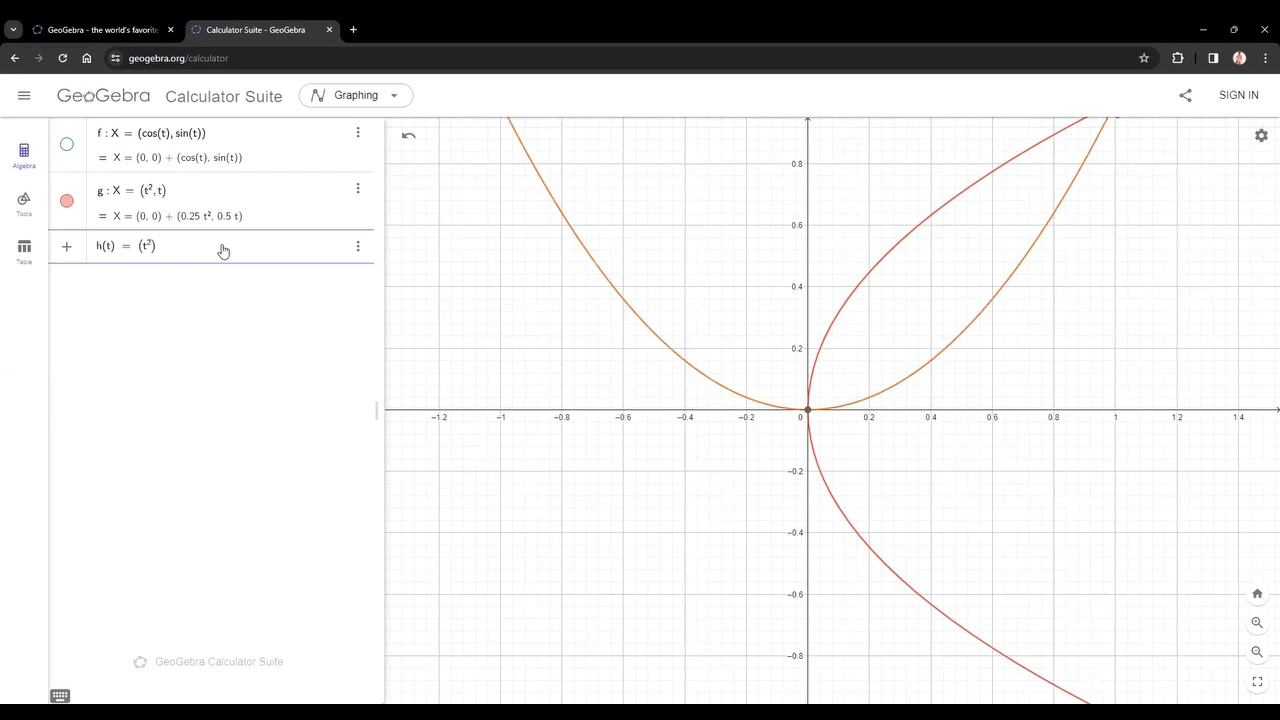 GeoGebra - the world's favorite
Calculator Suite - GeoGebra
geogebra.org/calculator
GeoGebra Calculator Suite
Graphing
SIGN IN
Algebra
Tools
Table
f : X = (cos(t), sin(t))
= X = (0, 0) + (cos(t), sin(t))
g : X = (t², t)
= X = (0, 0) + (0.25 t², 0.5 t)
h(t) = (t²)
GeoGebra Calculator Suite
0.8
0.6
0.4
0.2
−1.2 −1 −0.8 −0.6 −0.4 −0.2 0 0.2 0.4 0.6 0.8 1 1.2 1.4
−0.2
−0.4
−0.6
−0.8